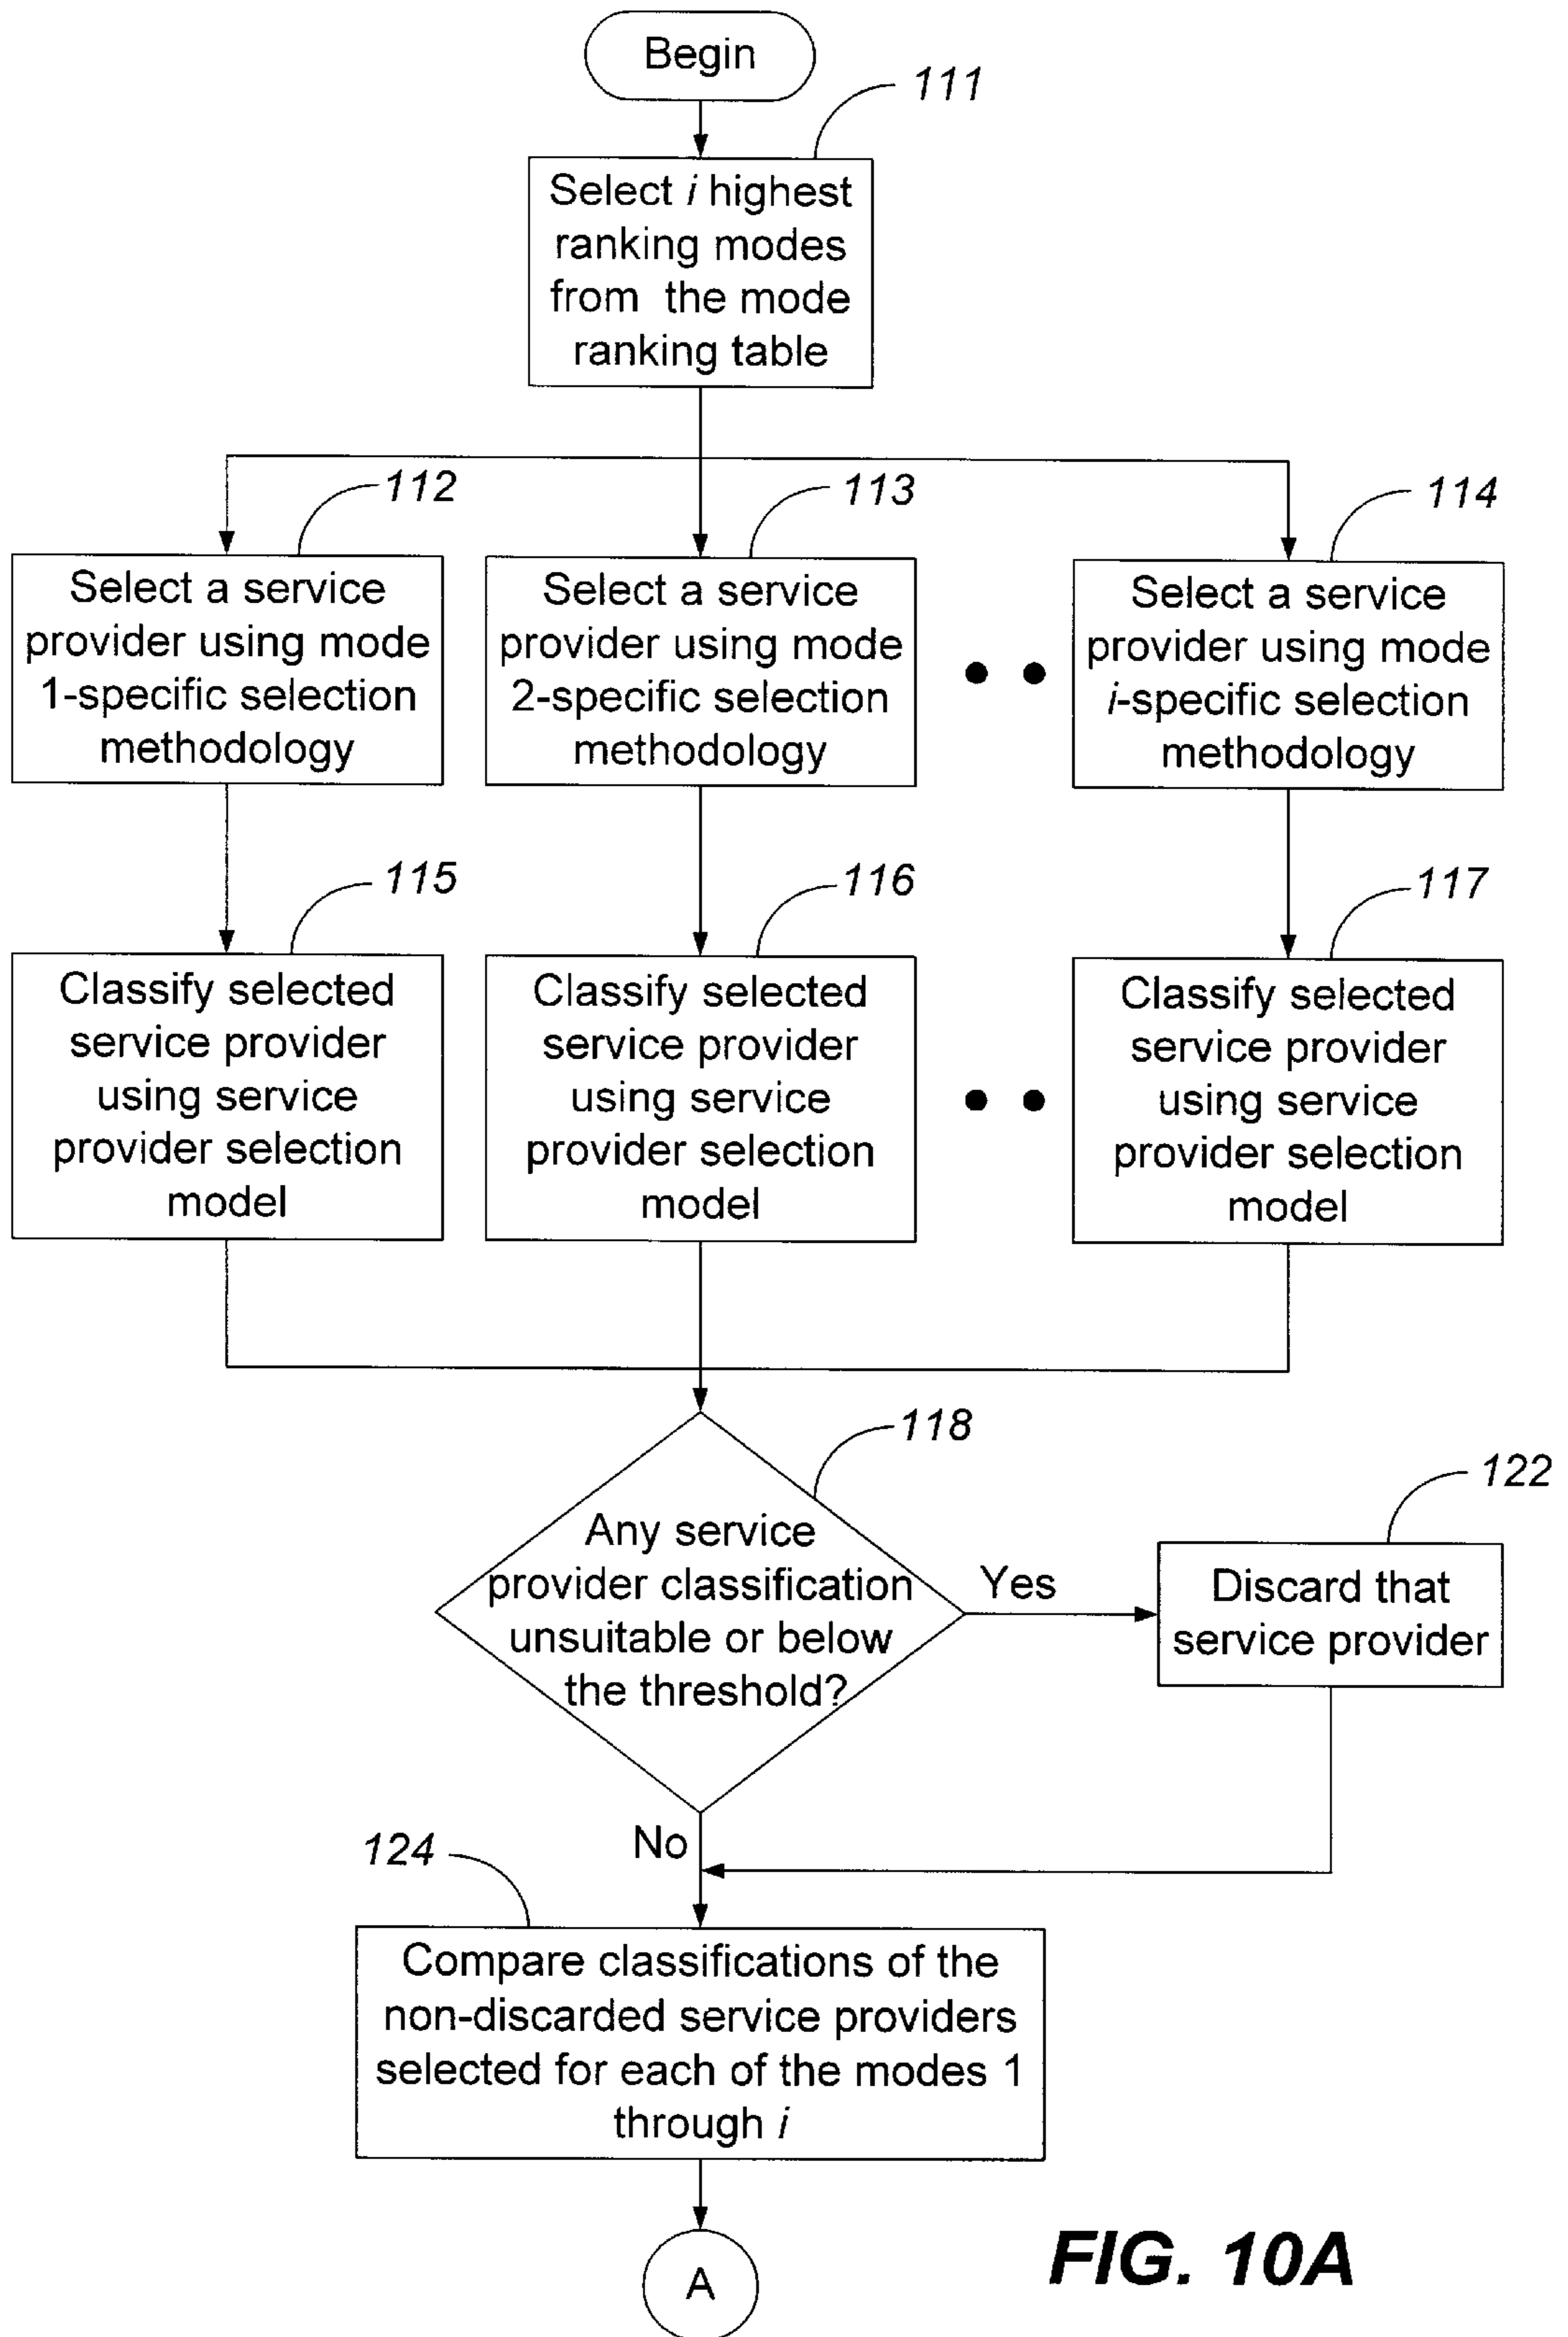 Begin
111
Select i highest
ranking modes
from the mode
ranking table
112
113
114
Select a service
provider using mode
1-specific selection
methodology
Select a service
provider using mode
2-specific selection
methodology
Select a service
provider using mode
i-specific selection
methodology
115
116
117
Classify selected
service provider
using service
provider selection
model
Classify selected
service provider
using service
provider selection
model
Classify selected
service provider
using service
provider selection
model
118
Any service
provider classification
unsuitable or below
the threshold?
Yes
122
Discard that
service provider
No
124
Compare classifications of the
non-discarded service providers
selected for each of the modes 1
through i
A
FIG. 10A